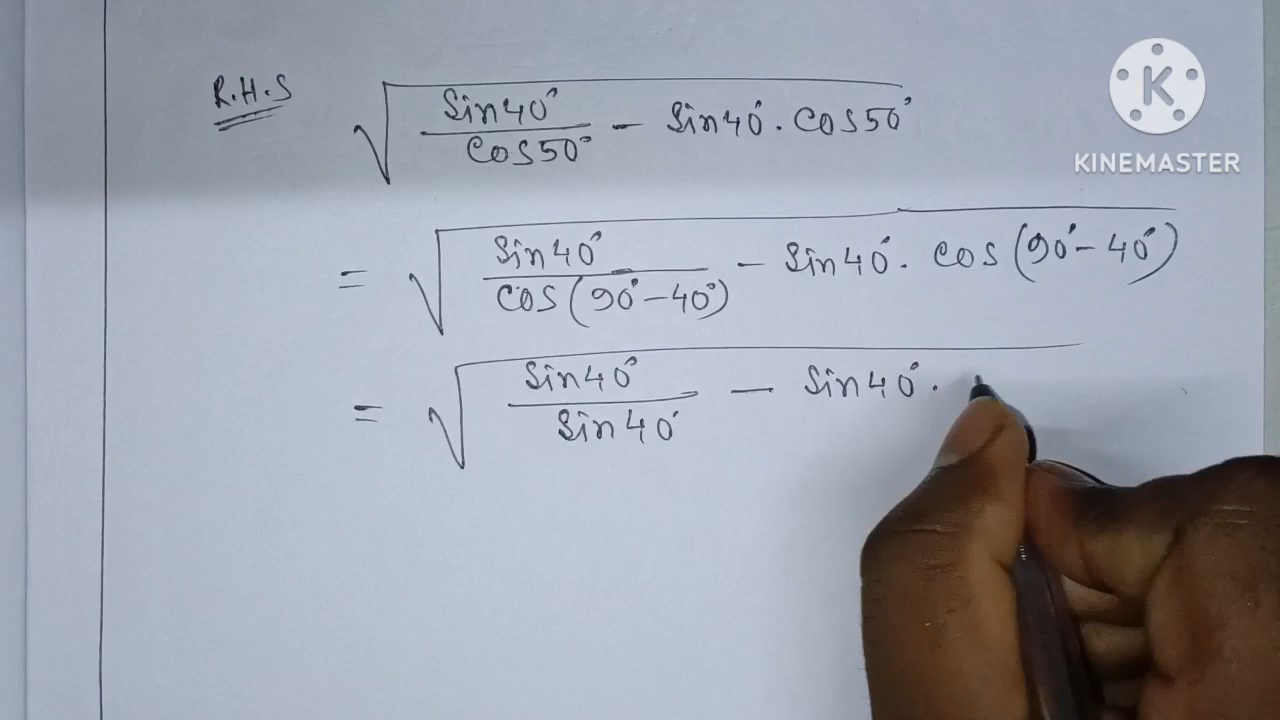 R.H.S √(Sin40°/Cos50° − Sin40°. Cos50°)
= √(Sin40°/Cos(90°−40°) − Sin40°. Cos(90°−40°))
= √(Sin40°/Sin40° − Sin40°.
K
KINEMASTER